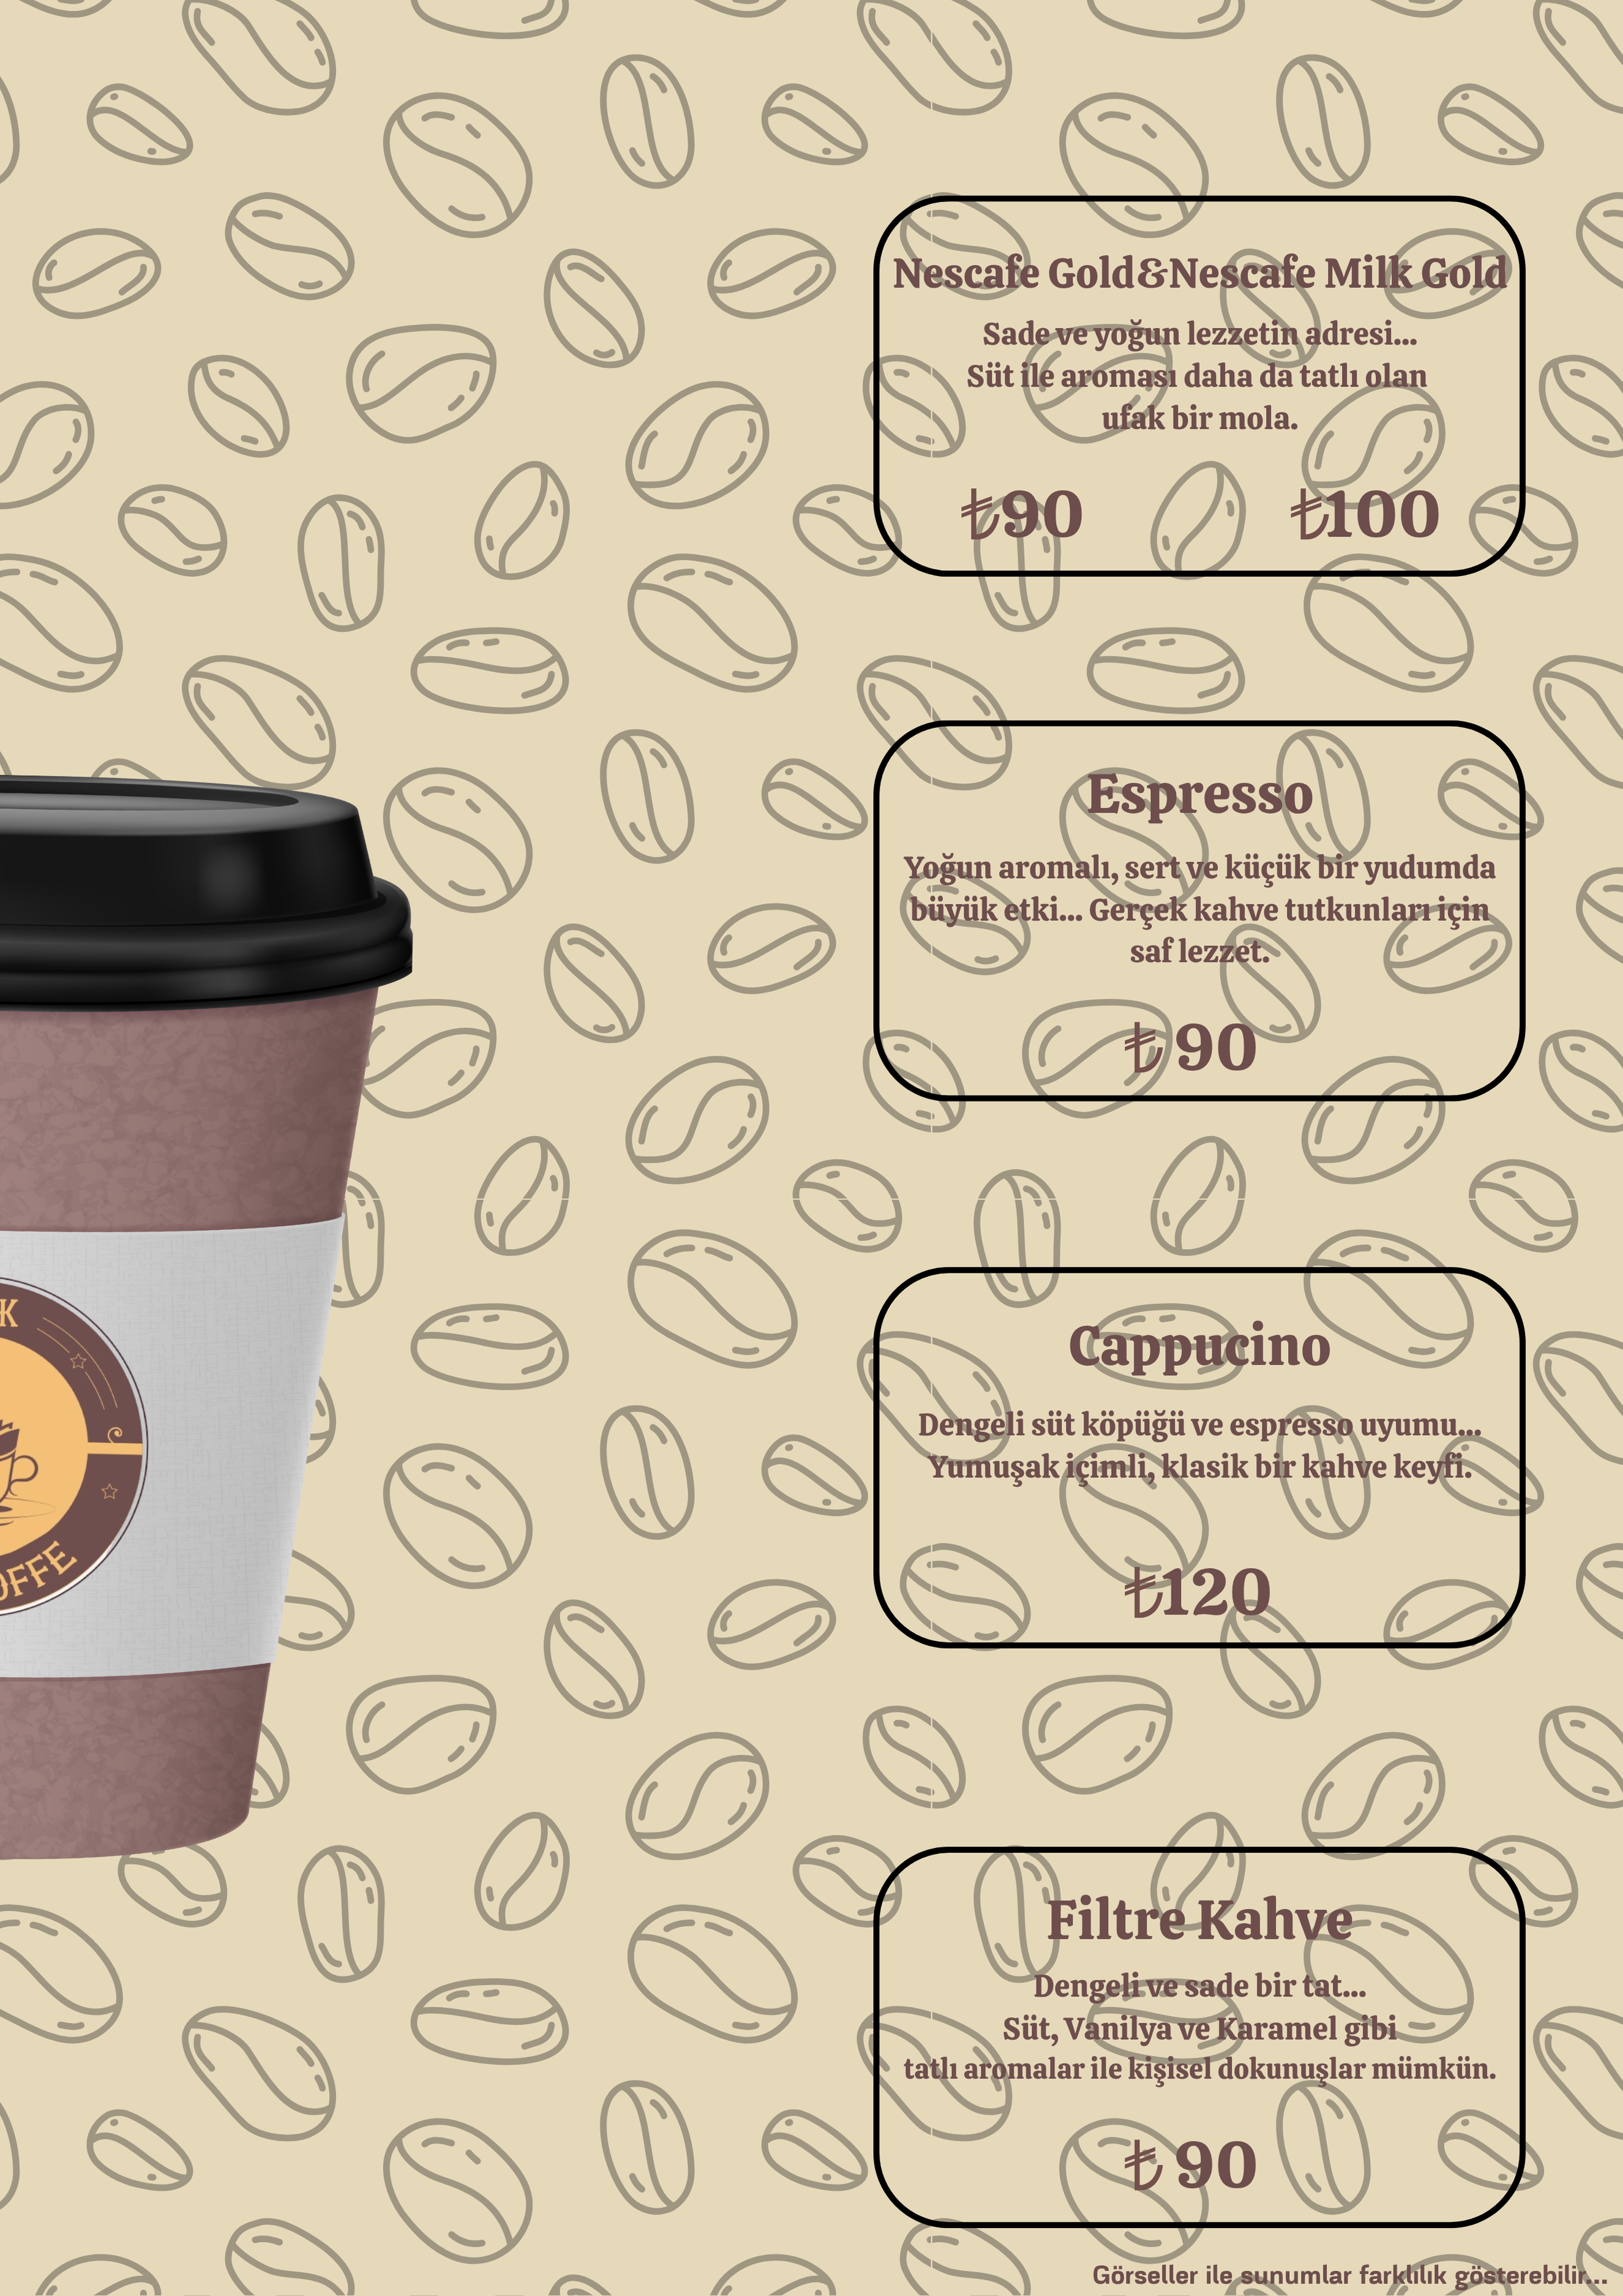 Nescafe Gold&Nescafe Milk Gold
Sade ve yoğun lezzetin adresi...
Süt ile aroması daha da tatlı olan
ufak bir mola.
₺90 ₺100
Espresso
Yoğun aromalı, sert ve küçük bir yudumda
büyük etki... Gerçek kahve tutkunları için
saf lezzet.
₺ 90
Cappucino
Dengeli süt köpüğü ve espresso uyumu...
Yumuşak içimli, klasik bir kahve keyfi.
₺120
Filtre Kahve
Dengeli ve sade bir tat...
Süt, Vanilya ve Karamel gibi
tatlı aromalar ile kişisel dokunuşlar mümkün.
₺ 90
Görseller ile sunumlar farklılık gösterebilir...